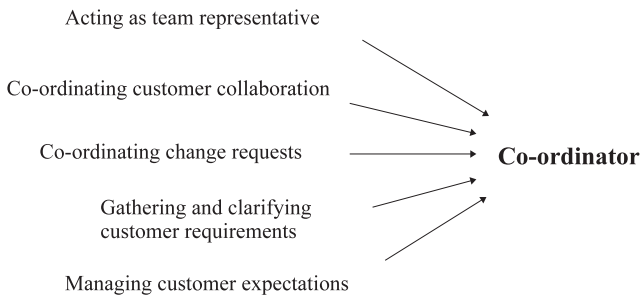 Acting as team representative
Co-ordinating customer collaboration
Co-ordinating change requests
Co-ordinator
Gathering and clarifying
customer requirements
Managing customer expectations